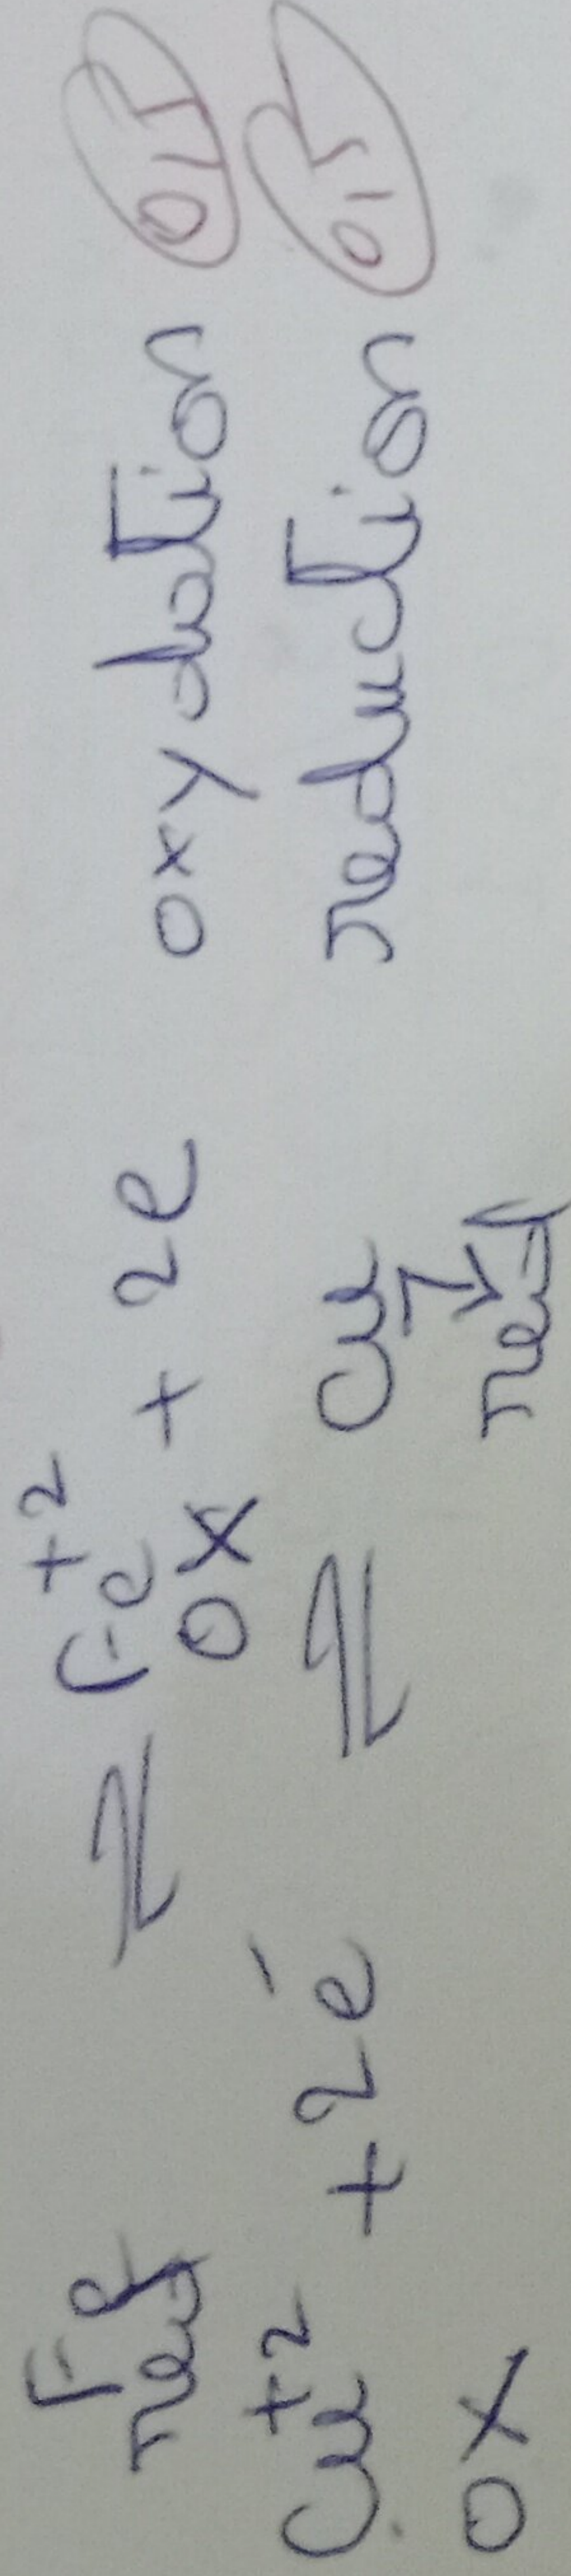 Fe ⇌ Fe+2 + 2e oxydation 0,5
red OX
Cu+2 + 2e- ⇌ Cu reduction 0,5
OX red